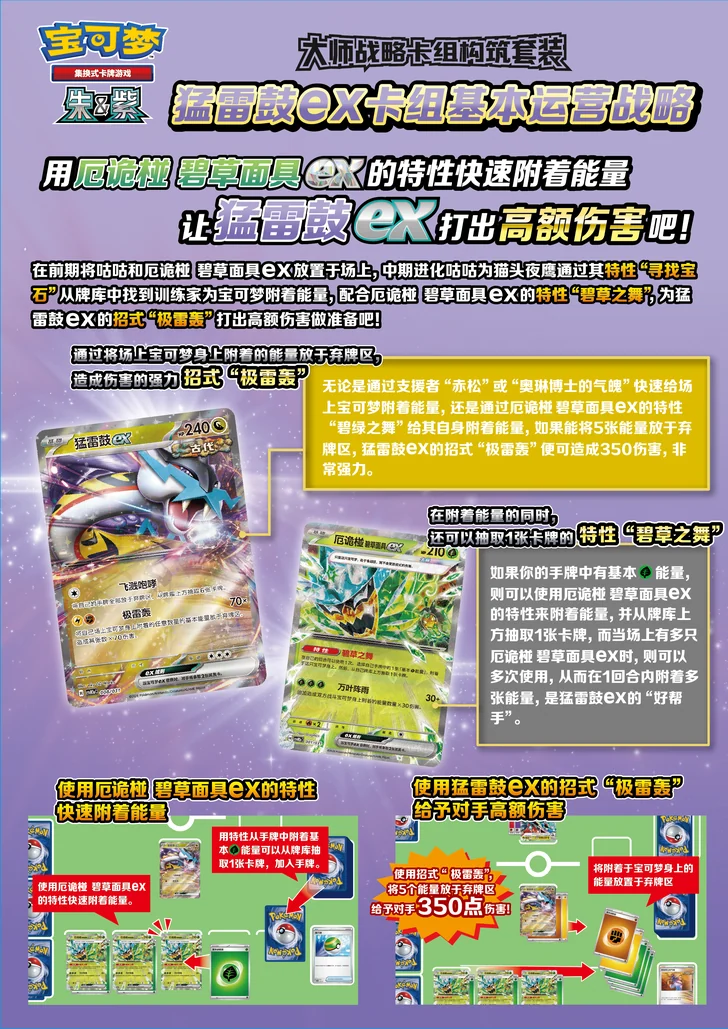 宝可梦
集换式卡牌游戏
朱&紫
大师战略卡组构筑套装
猛雷鼓ex卡组基本运营战略
用厄诡椪 碧草面具ex的特性快速附着能量
让猛雷鼓ex打出高额伤害吧!
在前期将咕咕和厄诡椪 碧草面具ex放置于场上,中期进化咕咕为猫头夜鹰通过其特性“寻找宝
石”从牌库中找到训练家为宝可梦附着能量,配合厄诡椪 碧草面具ex的特性“碧草之舞”,为猛
雷鼓ex的招式“极雷轰”打出高额伤害做准备吧!
通过将场上宝可梦身上附着的能量放于弃牌区,
造成伤害的强力 招式“极雷轰”
无论是通过支援者“赤松”或“奥琳博士的气魄”快速给场
上宝可梦附着能量,还是通过厄诡椪 碧草面具ex的特性
“碧绿之舞”给其自身附着能量,如果能将5张能量放于弃
牌区,猛雷鼓ex的招式“极雷轰”便可造成350伤害,非
常强力。
猛雷鼓ex
HP240
古代
飞溅咆哮
极雷轰 70×
ex规则
在附着能量的同时,
还可以抽取1张卡牌的 特性“碧草之舞”
厄诡椪 碧草面具ex
210
特性 碧草之舞
万叶阵雨 30+
ex规则
如果你的手牌中有基本能量,
则可以使用厄诡椪 碧草面具ex
的特性来附着能量,并从牌库上
方抽取1张卡牌,而当场上有多只
厄诡椪 碧草面具ex时,则可以
多次使用,从而在1回合内附着多
张能量,是猛雷鼓ex的“好帮
手”。
使用厄诡椪 碧草面具ex的特性
快速附着能量
用特性从手牌中附着基
本能量可以从牌库抽
取1张卡牌,加入手牌。
使用厄诡椪 碧草面具ex
的特性快速附着能量。
使用猛雷鼓ex的招式“极雷轰”
给予对手高额伤害
使用招式“极雷轰”,
将5个能量放于弃牌区
给予对手350点伤害!
将附着于宝可梦身上的
能量放置于弃牌区